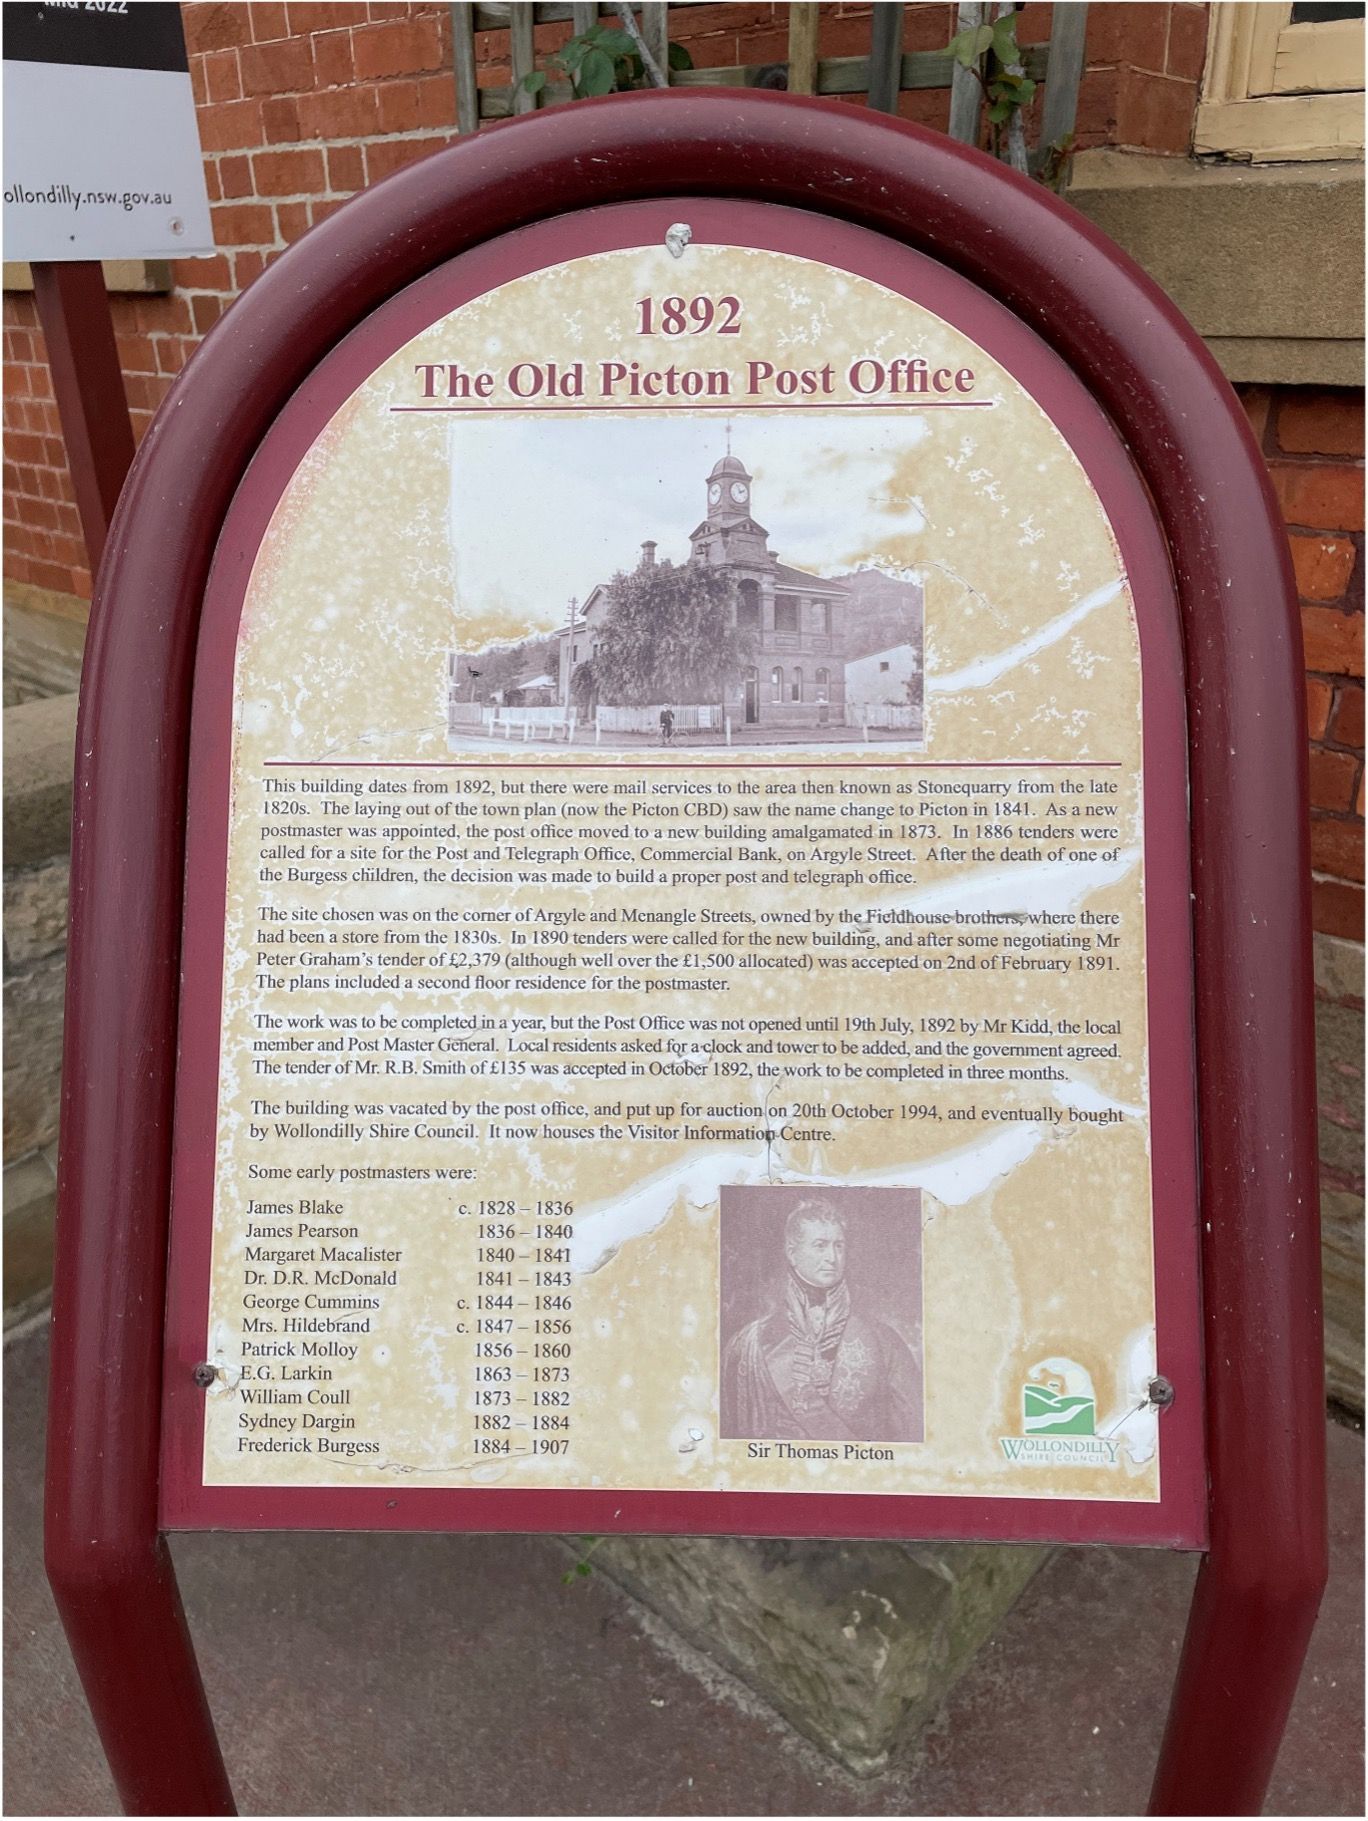 2022
ollondilly.nsw.gov.au
1892
The Old Picton Post Office
This building dates from 1892, but there were mail services to the area then known as Stonequarry from the late
1820s. The laying out of the town plan (now the Picton CBD) saw the name change to Picton in 1841. As a new
postmaster was appointed, the post office moved to a new building amalgamated in 1873. In 1886 tenders were
called for a site for the Post and Telegraph Office, Commercial Bank, on Argyle Street. After the death of one of
the Burgess children, the decision was made to build a proper post and telegraph office.
The site chosen was on the corner of Argyle and Menangle Streets, owned by the Fieldhouse brothers, where there
had been a store from the 1830s. In 1890 tenders were called for the new building, and after some negotiating Mr
Peter Graham's tender of £2,379 (although well over the £1,500 allocated) was accepted on 2nd of February 1891.
The plans included a second floor residence for the postmaster.
The work was to be completed in a year, but the Post Office was not opened until 19th July, 1892 by Mr Kidd, the local
member and Post Master General. Local residents asked for a clock and tower to be added, and the government agreed.
The tender of Mr. R.B. Smith of £135 was accepted in October 1892, the work to be completed in three months.
The building was vacated by the post office, and put up for auction on 20th October 1994, and eventually bought
by Wollondilly Shire Council. It now houses the Visitor Information Centre.
Some early postmasters were:
James Blake c. 1828 – 1836
James Pearson 1836 – 1840
Margaret Macalister 1840 – 1841
Dr. D.R. McDonald 1841 – 1843
George Cummins c. 1844 – 1846
Mrs. Hildebrand c. 1847 – 1856
Patrick Molloy 1856 – 1860
E.G. Larkin 1863 – 1873
William Coull 1873 – 1882
Sydney Dargin 1882 – 1884
Frederick Burgess 1884 – 1907
Sir Thomas Picton
WOLLONDILLY
SHIRE COUNCIL